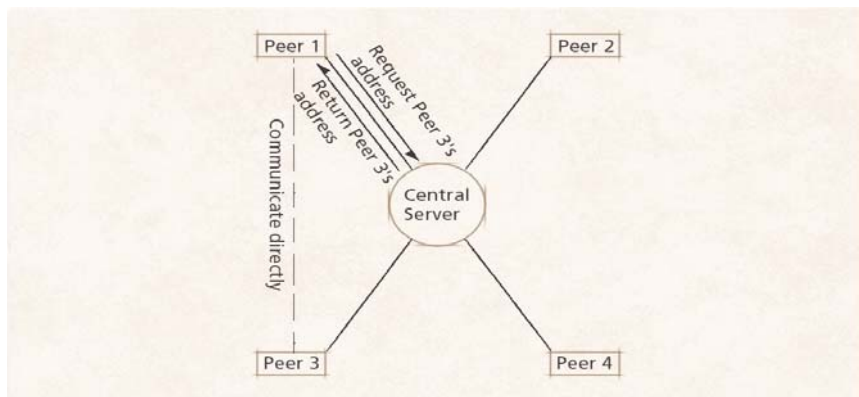 Peer 1
Peer 2
Request Peer 3's
address
Return Peer 3's
address
Communicate directly
Central
Server
Peer 3
Peer 4